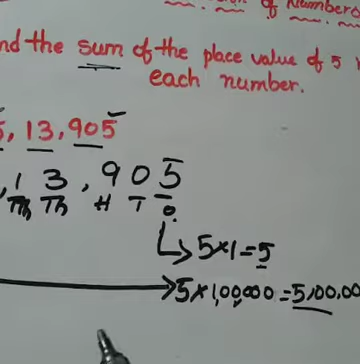 of Numbers
nd the sum of the place value of 5
each number.
5, 13, 905
, 1 3 , 9 0 5
Th Th H T O
5×1=5
5×1,00,000=5,00,00